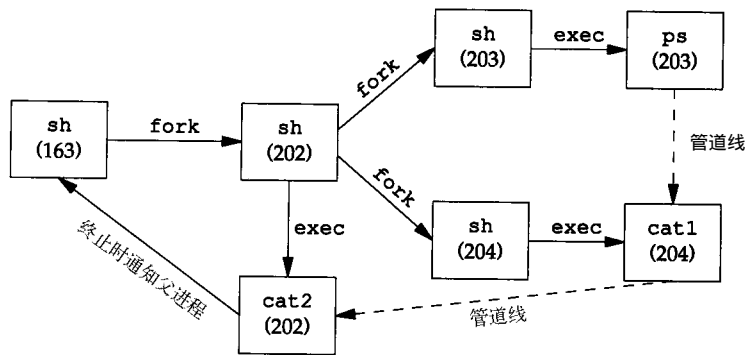 sh
(203)
exec
ps
(203)
fork
sh
(163)
fork
sh
(202)
管道线
fork
exec
sh
(204)
exec
cat1
(204)
终止时通知父进程
cat2
(202)
管道线